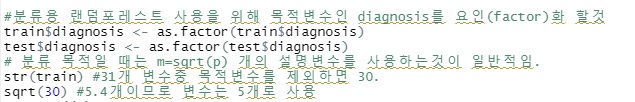 #분류용 랜덤포레스트 사용을 위해 목적변수인 diagnosis를 요인(factor)화 할것
train$diagnosis <- as.factor(train$diagnosis)
test$diagnosis <- as.factor(test$diagnosis)
# 분류 목적일 때는 m=sqrt(p) 개의 설명변수를 사용하는것이 일반적임.
str(train) #31개 변수중 목적변수를 제외하면 30.
sqrt(30) #5.4개이므로 변수는 5개로 사용